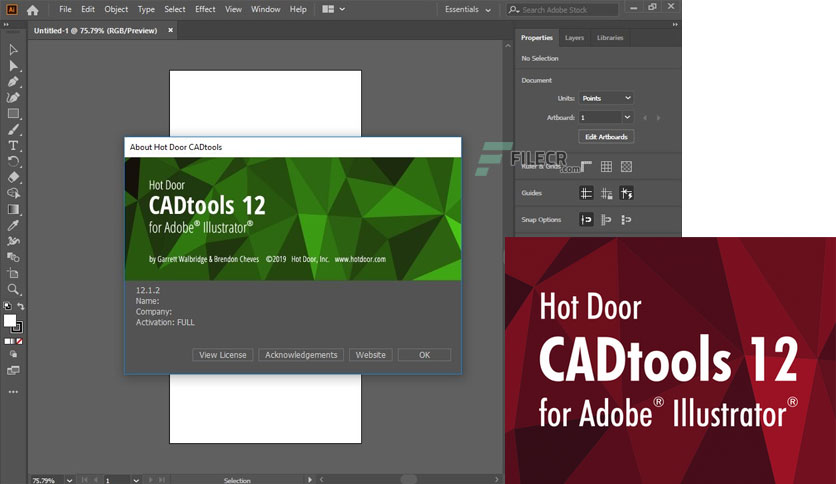 Ai File Edit Object Type Select Effect View Window Help Essentials Search Adobe Stock
Untitled-1 @ 75.79% (RGB/Preview) ×
Properties Layers Libraries
No Selection
Document
Units: Points
Artboard: 1
Edit Artboards
Ruler & Grids
Guides
Snap Options
FILECR
.com
About Hot Door CADtools
Hot Door
CADtools 12
for Adobe® Illustrator®
by Garrett Walbridge & Brendon Cheves ©2019 Hot Door, Inc. www.hotdoor.com
12.1.2
Name:
Company:
Activation: FULL
View License Acknowledgements Website OK
Hot Door
CADtools 12
for Adobe® Illustrator®
75.79% 1 Selection